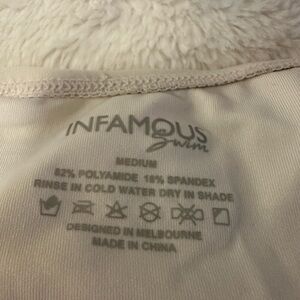 INFAMOUS
Swim
MEDIUM
82% POLYAMIDE 18% SPANDEX
RINSE IN COLD WATER DRY IN SHADE
DESIGNED IN MELBOURNE
MADE IN CHINA